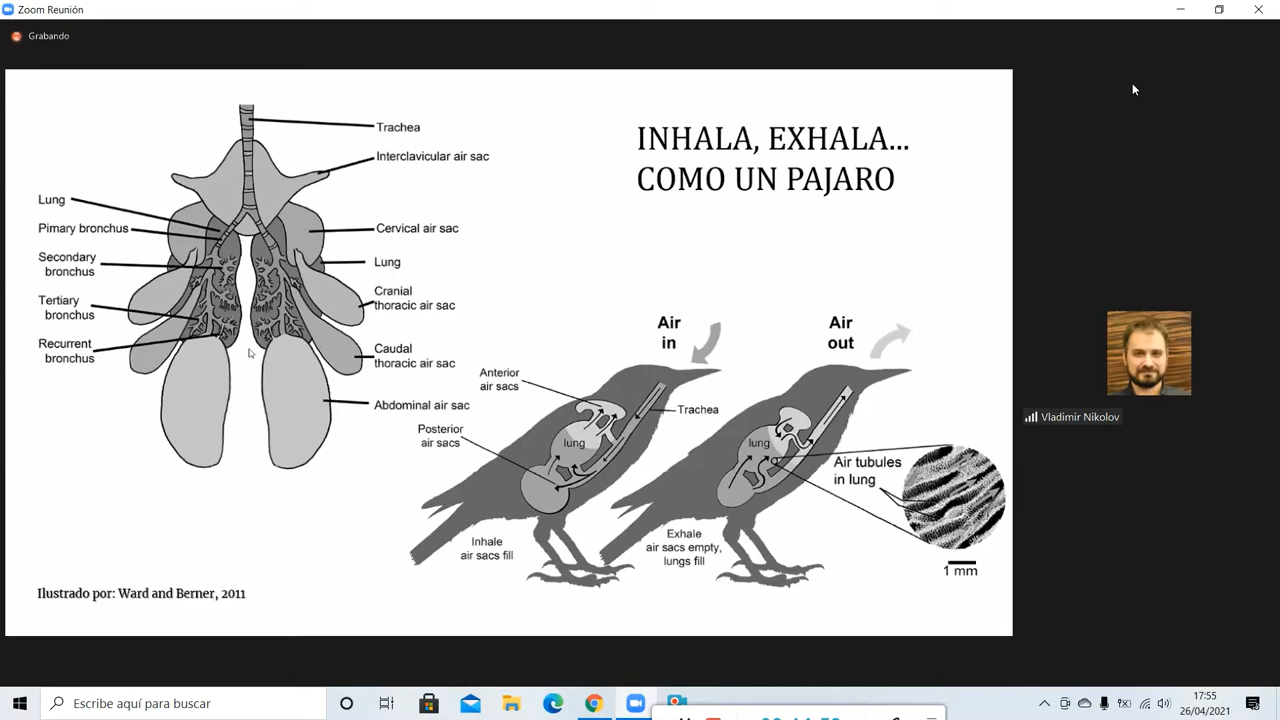 Zoom Reunión
Grabando
INHALA, EXHALA...
COMO UN PAJARO
Trachea
Interclavicular air sac
Lung
Pimary bronchus
Cervical air sac
Secondary
bronchus
Lung
Cranial
thoracic air sac
Tertiary
bronchus
Recurrent
bronchus
Caudal
thoracic air sac
Abdominal air sac
Air
in
Air
out
Anterior
air sacs
Trachea
Posterior
air sacs
lung
lung
Air tubules
in lung
Inhale
air sacs fill
Exhale
air sacs empty,
lungs fill
1 mm
Ilustrado por: Ward and Berner, 2011
Vladimir Nikolov
Escribe aquí para buscar
17:55
26/04/2021